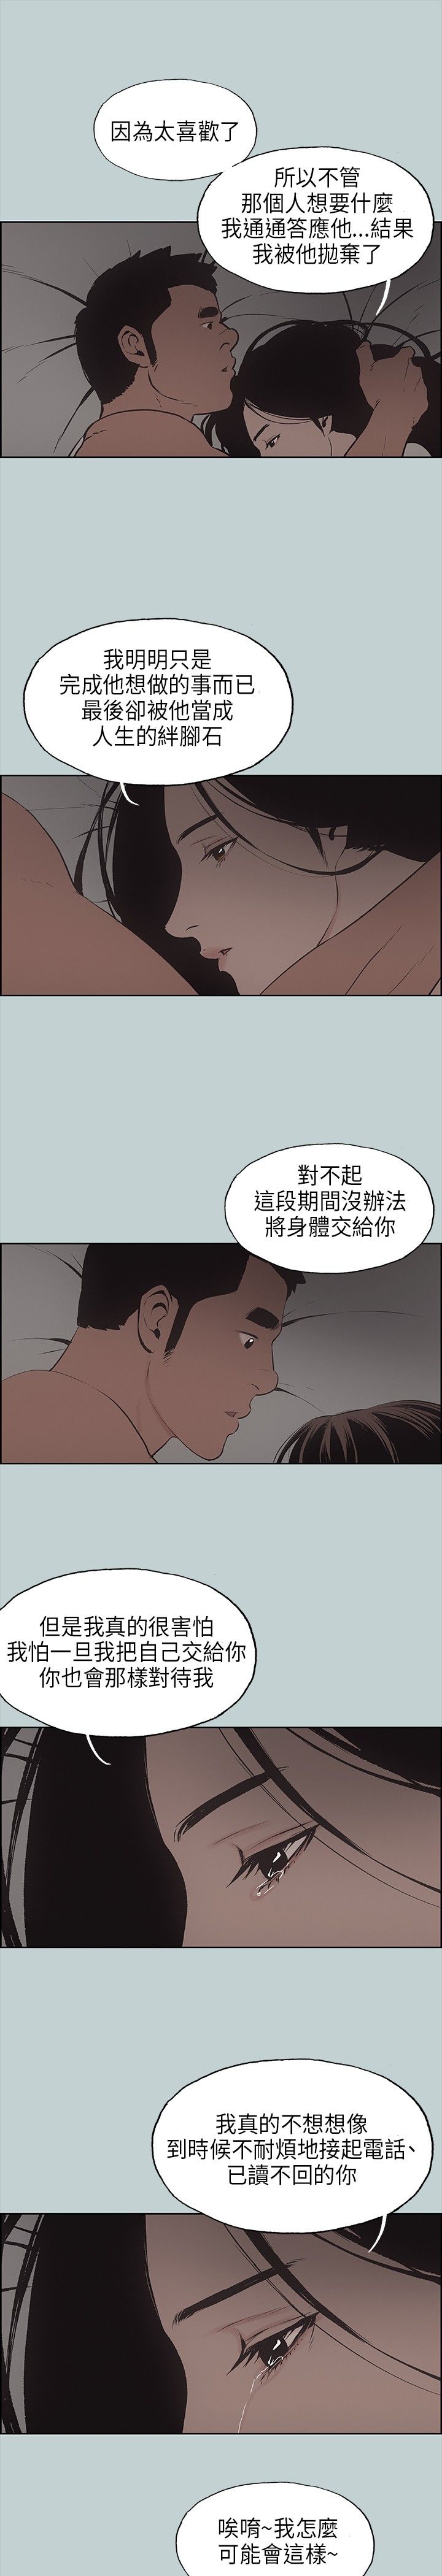 因為太喜歡了
所以不管
那個人想要什麼
我通通答應他...結果
我被他拋棄了
我明明只是
完成他想做的事而已
最後卻被他當成
人生的絆腳石
對不起
這段期間沒辦法
將身體交給你
但是我真的很害怕
我怕一旦我把自己交給你
你也會那樣對待我
我真的不想想像
到時候不耐煩地接起電話、
已讀不回的你
唉唷~我怎麼
可能會這樣~